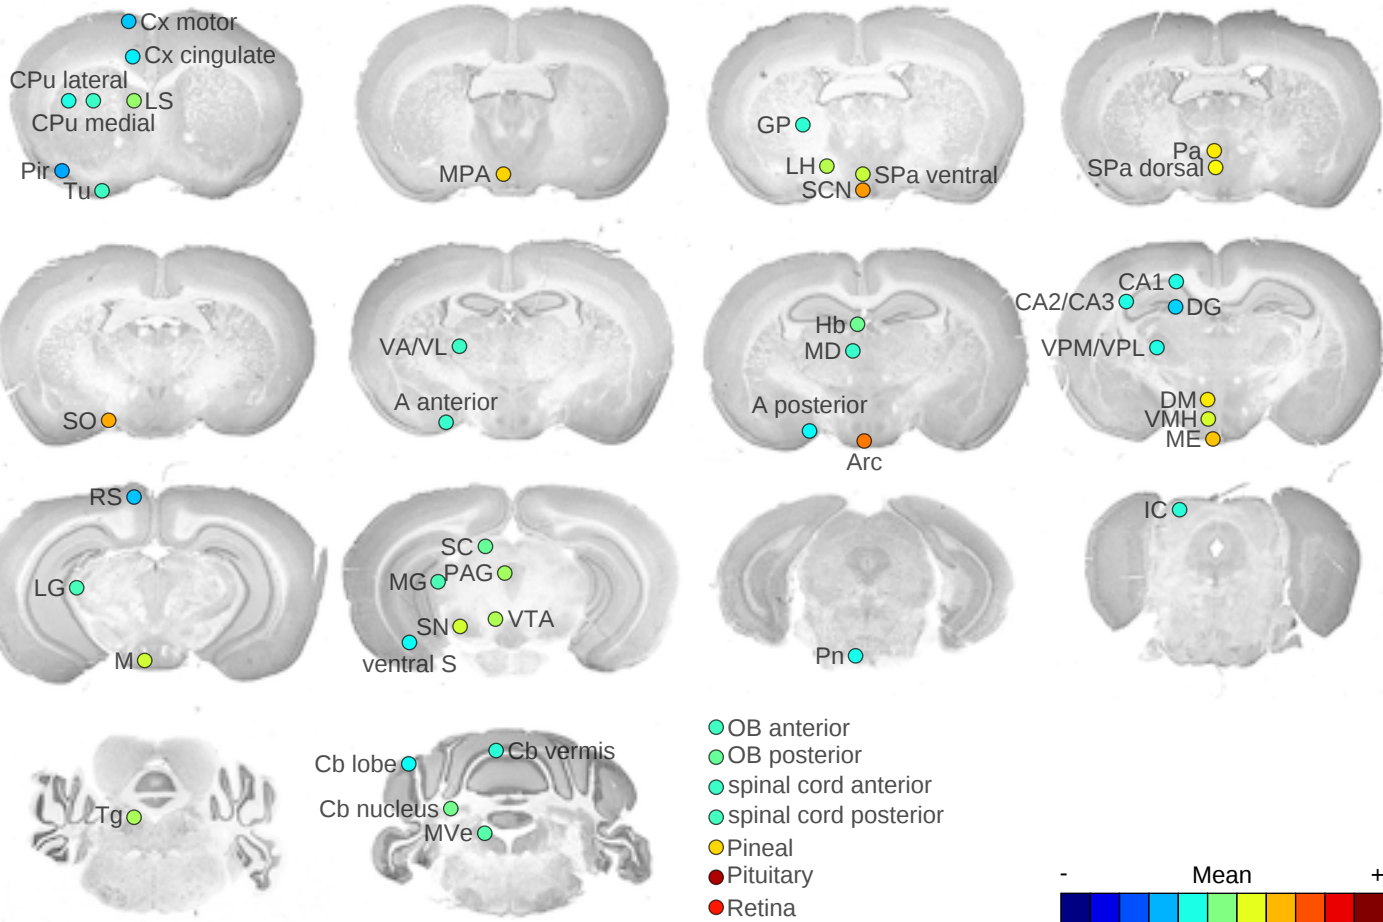 Cx motor
Cx cingulate
CPu lateral
LS
CPu medial
Pir
Tu
MPA
GP
LH
SPa ventral
SCN
Pa
SPa dorsal
SO
VA/VL
A anterior
Hb
MD
A posterior
Arc
CA1
CA2/CA3
DG
VPM/VPL
DM
VMH
ME
RS
LG
M
SC
PAG
MG
VTA
SN
ventral S
Pn
IC
Tg
Cb lobe
Cb vermis
Cb nucleus
MVe
OB anterior
OB posterior
spinal cord anterior
spinal cord posterior
Pineal
Pituitary
Retina
- Mean +